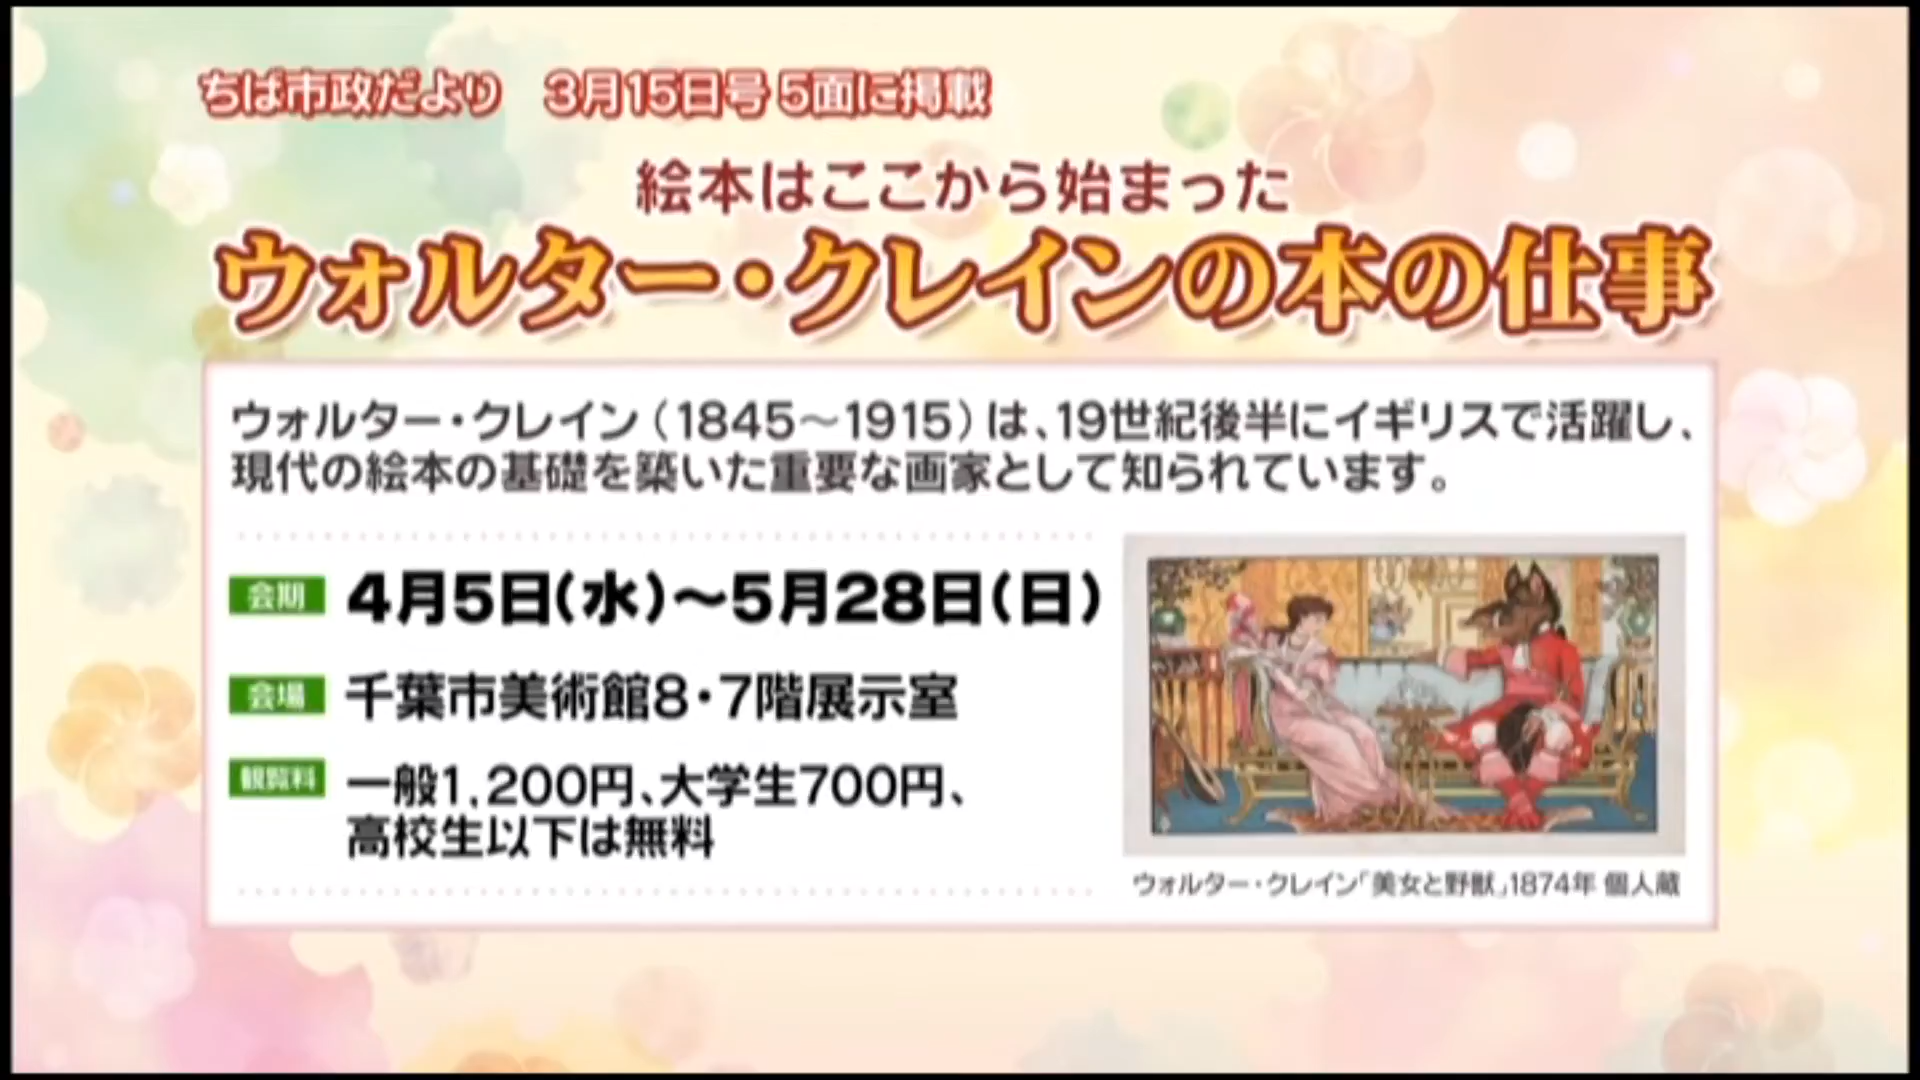 ちば市政だより 3月15日号 5面に掲載
絵本はここから始まった
ウォルター・クレインの本の仕事
ウォルター・クレイン（1845～1915）は、19世紀後半にイギリスで活躍し、
現代の絵本の基礎を築いた重要な画家として知られています。
会期 4月5日（水）～5月28日（日）
会場 千葉市美術館8・7階展示室
観覧料 一般1,200円、大学生700円、
高校生以下は無料
ウォルター・クレイン「美女と野獣」1874年 個人蔵